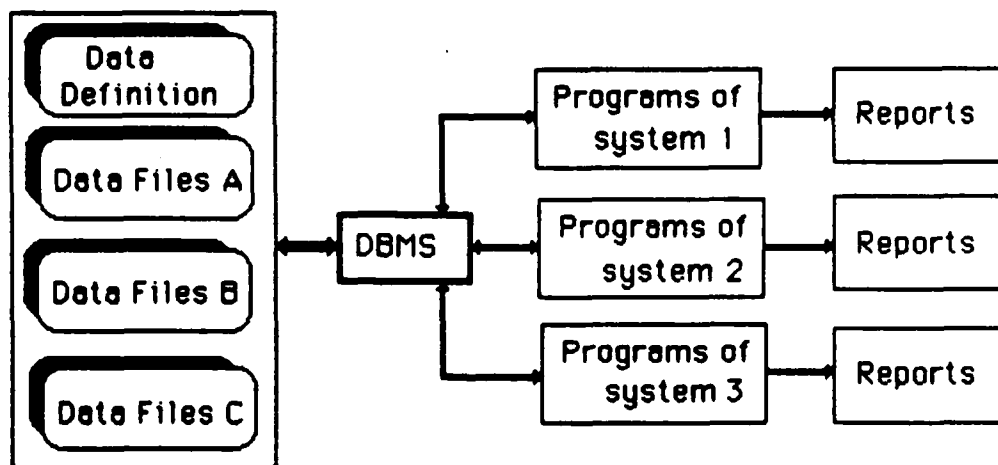 Data
Definition
Data Files A
Data Files B
Data Files C
DBMS
Programs of
system 1
Reports
Programs of
system 2
Reports
Programs of
system 3
Reports